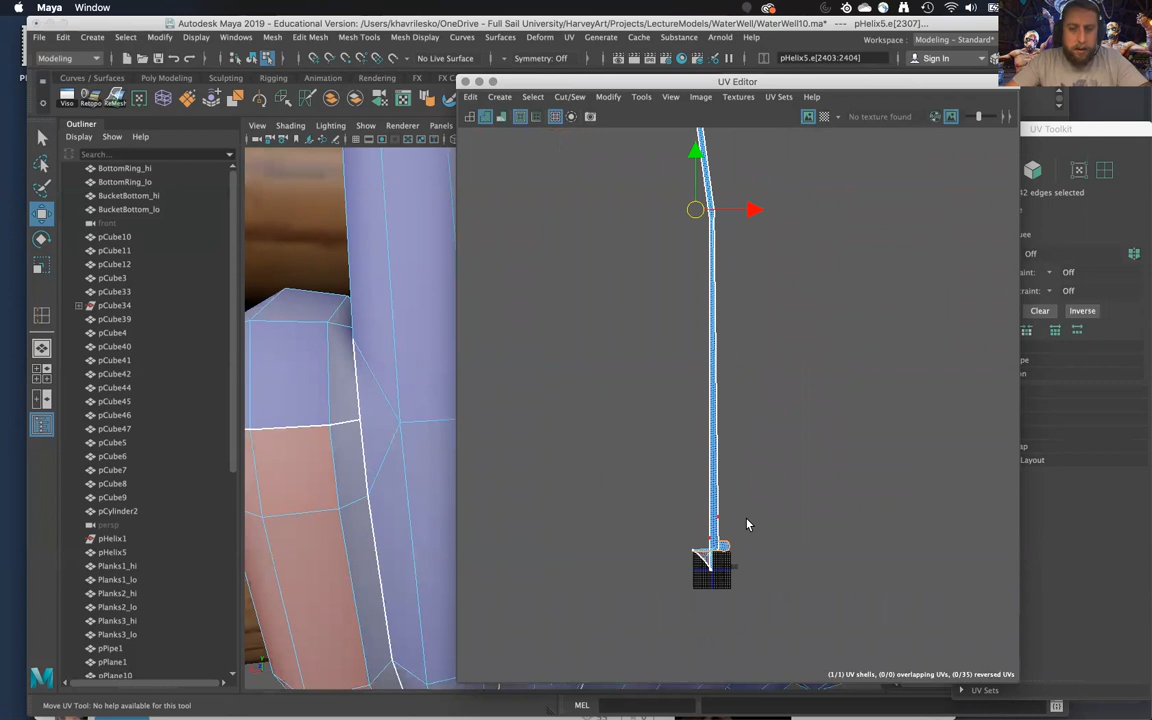 Maya Window
Autodesk Maya 2019 - Educational Version: /Users/khavrilesko/OneDrive - Full Sail University/HarveyArt/Projects/LectureModels/WaterWell/WaterWell10.ma* --- pHelix5.e[2307]...
File Edit Create Select Modify Display Windows Mesh Edit Mesh Mesh Tools Mesh Display Curves Surfaces Deform UV Generate Cache Substance Arnold Help Workspace : Modeling - Standard*
Modeling No Live Surface Symmetry: Off pHelix5.e[2403:2404] Sign In
Curves / Surfaces Poly Modeling Sculpting Rigging Animation Rendering
Viso Retopo ReMesh
UV Editor
Edit Create Select Cut/Sew Modify Tools View Image Textures UV Sets Help
No texture found
Outliner
Display Show Help
Search...
View Shading Lighting Show Renderer Panels
BottomRing_hi
BottomRing_lo
BucketBottom_hi
BucketBottom_lo
front
pCube10
pCube11
pCube12
pCube3
pCube33
pCube34
pCube39
pCube4
pCube40
pCube41
pCube42
pCube44
pCube45
pCube46
pCube47
pCube5
pCube6
pCube7
pCube8
pCube9
pCylinder2
persp
pHelix1
pHelix5
Planks1_hi
Planks1_lo
Planks2_hi
Planks2_lo
Planks3_hi
Planks3_lo
pPipe1
pPlane1
pPlane10
UV Toolkit
42 edges selected
Off
Off
Off
Clear Inverse
Layout
(1/1) UV shells, (0/0) overlapping UVs, (0/35) reversed UVs
UV Sets
Move UV Tool: No help available for this tool
MEL